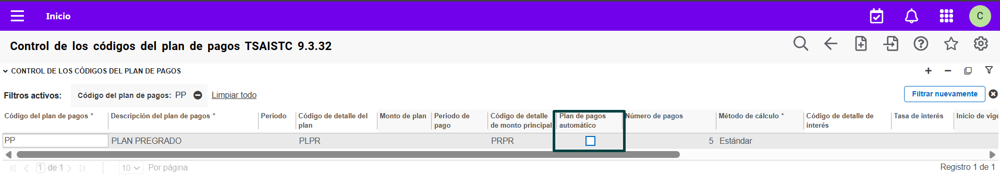 Inicio
C
Control de los códigos del plan de pagos TSAISTC 9.3.32
CONTROL DE LOS CÓDIGOS DEL PLAN DE PAGOS
Filtros activos: Código del plan de pagos: PP Limpiar todo Filtrar nuevamente
Código del plan de pagos * Descripción del plan de pagos * Periodo Código de detalle del plan Monto de plan Periodo de pago Código de detalle de monto principal Plan de pagos automático Número de pagos Método de cálculo * Código de detalle de interés Tasa de interés Inicio de vige
PP PLAN PREGRADO PLPR PRPR 5 Estándar
1 de 1 10 Por página Registro 1 de 1